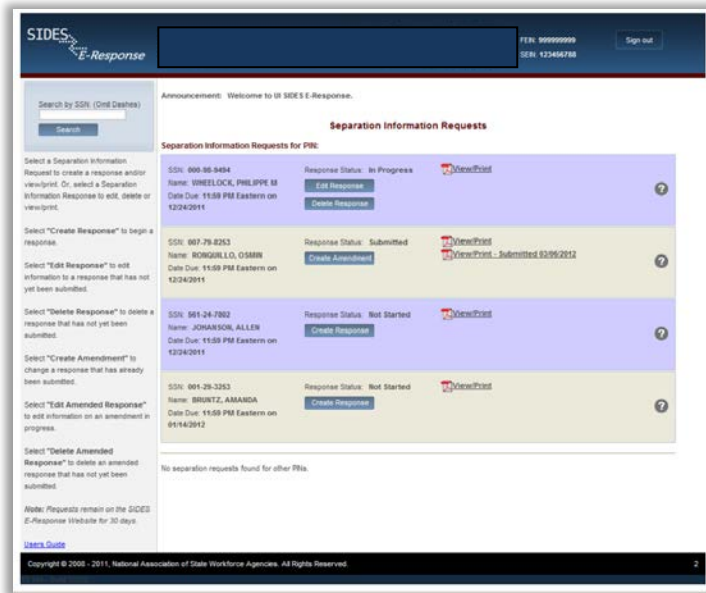 SIDES
E-Response
FEIN: 999999999
SEIN: 123456788
Sign out
Search by SSN: (Omit Dashes)
Search
Select a Separation Information
Request to create a response and/or
view/print. Or, select a Separation
Information Response to edit, delete or
view/print.
Select "Create Response" to begin a
response.
Select "Edit Response" to edit
information to a response that has not
yet been submitted.
Select "Delete Response" to delete a
response that has not yet been
submitted.
Select "Create Amendment" to
change a response that has already
been submitted.
Select "Edit Amended Response"
to edit information on an amendment in
progress.
Select "Delete Amended
Response" to delete an amended
response that has not yet been
submitted.
Note: Requests remain on the SIDES
E-Response Website for 30 days.
Users Guide
Announcement: Welcome to UI SIDES E-Response.
Separation Information Requests
Separation Information Requests for PIN:
SSN: 000-98-9494
Name: WHEELOCK, PHILIPPE M
Date Due: 11:59 PM Eastern on
12/24/2011
Response Status: In Progress
Edit Response
Delete Response
View/Print
?
SSN: 007-79-8253
Name: RONQUILLO, OSMIN
Date Due: 11:59 PM Eastern on
12/24/2011
Response Status: Submitted
Create Amendment
View/Print
View/Print - Submitted 03/06/2012
?
SSN: 501-24-7802
Name: JOHANSON, ALLEN
Date Due: 11:59 PM Eastern on
12/24/2011
Response Status: Not Started
Create Response
View/Print
?
SSN: 001-29-3253
Name: BRUNTZ, AMANDA
Date Due: 11:59 PM Eastern on
01/14/2012
Response Status: Not Started
Create Response
View/Print
?
No separation requests found for other PINs.
Copyright © 2008 - 2011, National Association of State Workforce Agencies. All Rights Reserved.
2